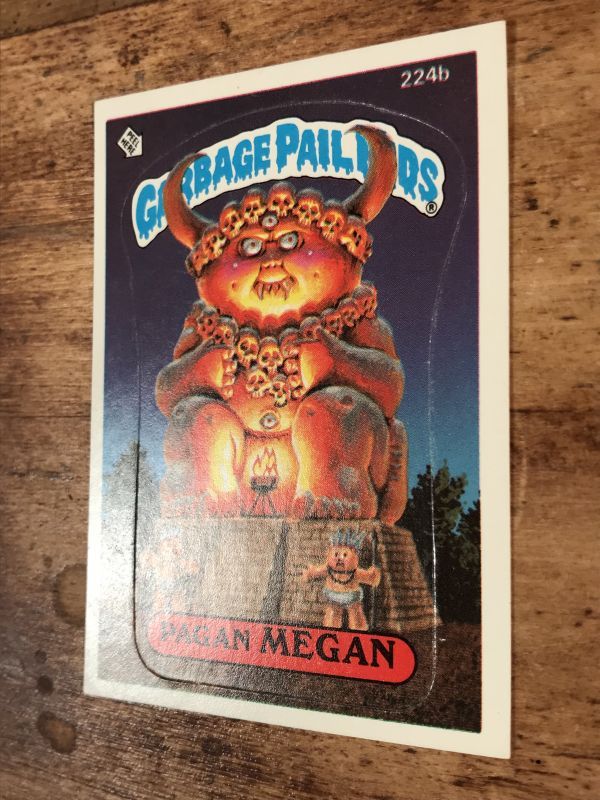 224b
PEEL
HERE
GARBAGE PAIL KIDS®
PAGAN MEGAN